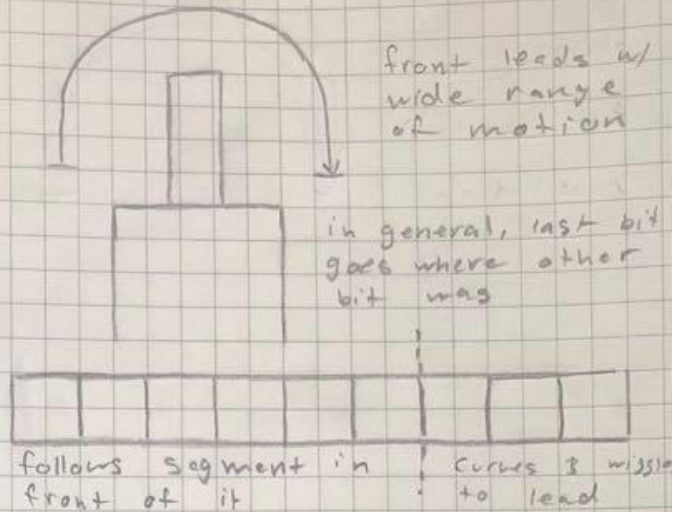 front leads w/
wide range
of motion
in general, last bit
goes where other
bit was
follows segment in
front of it
curves & wiggle
to lead